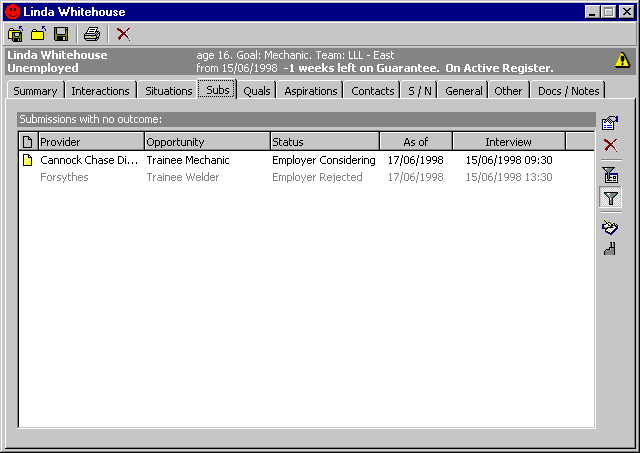 Linda Whitehouse
Linda Whitehouse age 16. Goal: Mechanic. Team: LLL - East
Unemployed from 15/06/1998 -1 weeks left on Guarantee. On Active Register.
Summary Interactions Situations Subs Quals Aspirations Contacts S / N General Other Docs / Notes
Submissions with no outcome:
Provider Opportunity Status As of Interview
Cannock Chase Di... Trainee Mechanic Employer Considering 17/06/1998 15/06/1998 09:30
Forsythes Trainee Welder Employer Rejected 17/06/1998 15/06/1998 13:30